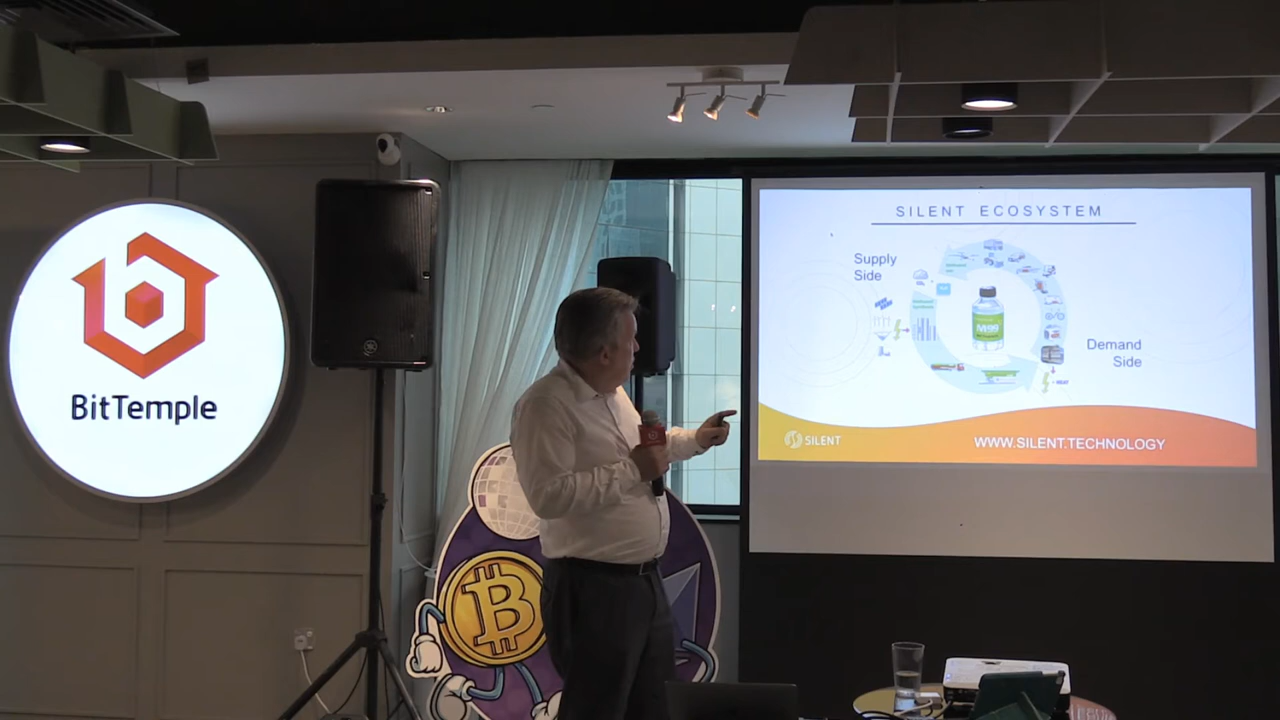 BitTemple
SILENT ECOSYSTEM
Supply
Side
M99
Demand
Side
SILENT
WWW.SILENT.TECHNOLOGY
B